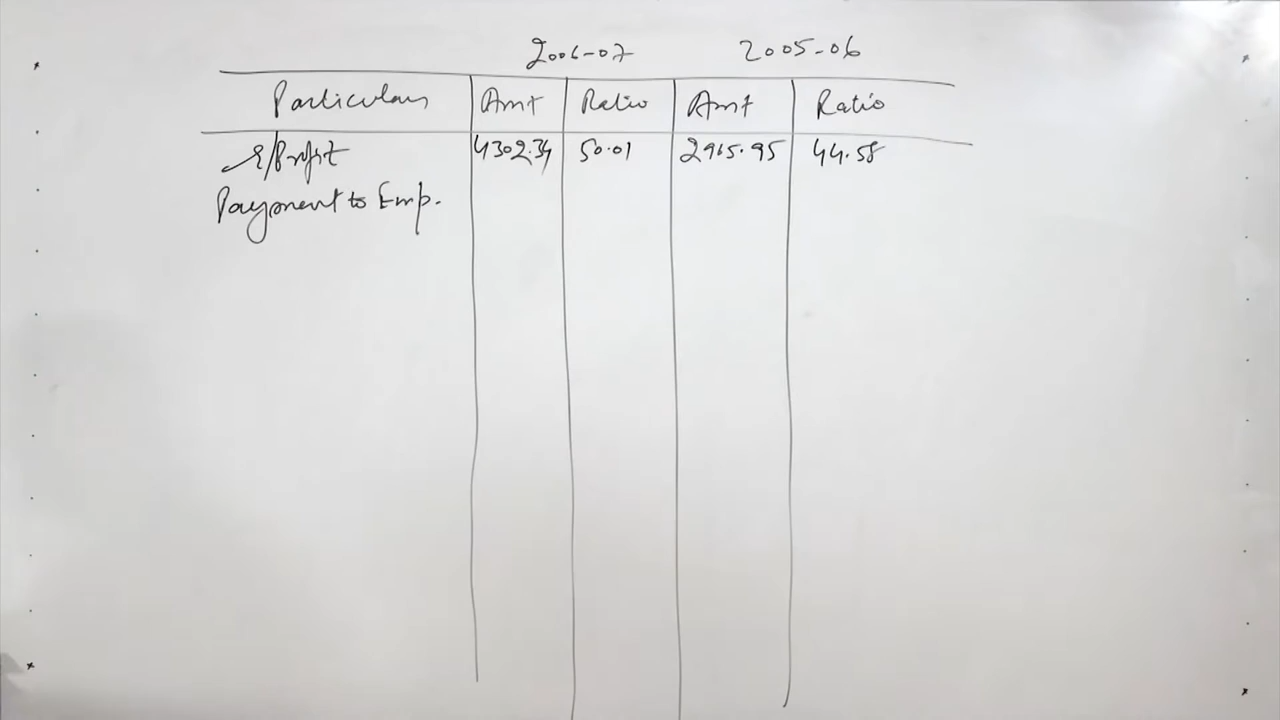 2006-07 2005-06
Particulars Amt Ratio Amt Ratio
G/Profit 4302.34 50.01 2965.95 44.58
Payment to Emp.